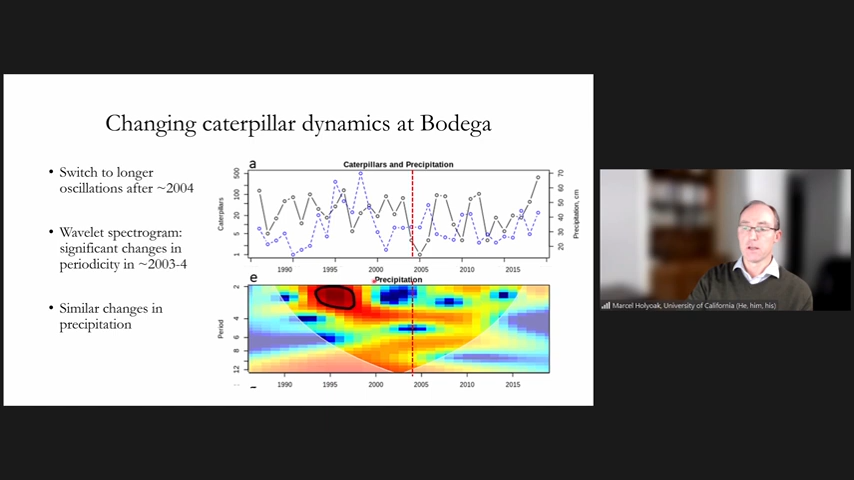 Changing caterpillar dynamics at Bodega
• Switch to longer
oscillations after ~2004
• Wavelet spectrogram:
significant changes in
periodicity in ~2003-4
• Similar changes in
precipitation
a
Caterpillars and Precipitation
Caterpillars
500
100
20
5
1
70
60
50
40
30
20
Precipitation, cm
1990 1995 2000 2005 2010 2015
e
Precipitation
Period
2
4
6
8
12
1990 1995 2000 2005 2010 2015
Marcel Holyoak, University of California (He, him, his)